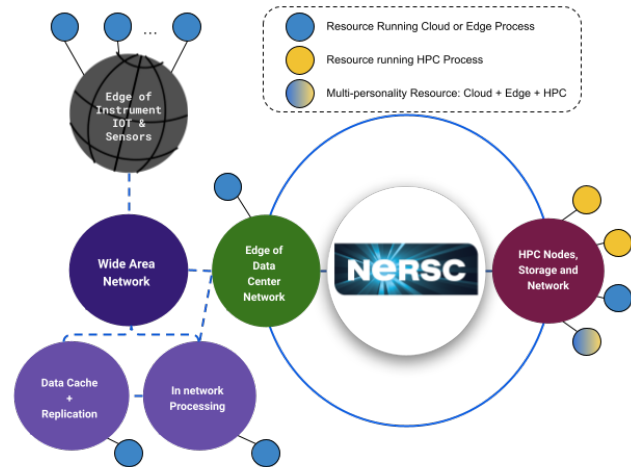 Resource Running Cloud or Edge Process
Resource running HPC Process
Multi-personality Resource: Cloud + Edge + HPC
...
Edge of
Instrument
IOT &
Sensors
Wide Area
Network
Edge of
Data
Center
Network
NERSC
HPC Nodes,
Storage and
Network
Data Cache
+
Replication
In network
Processing